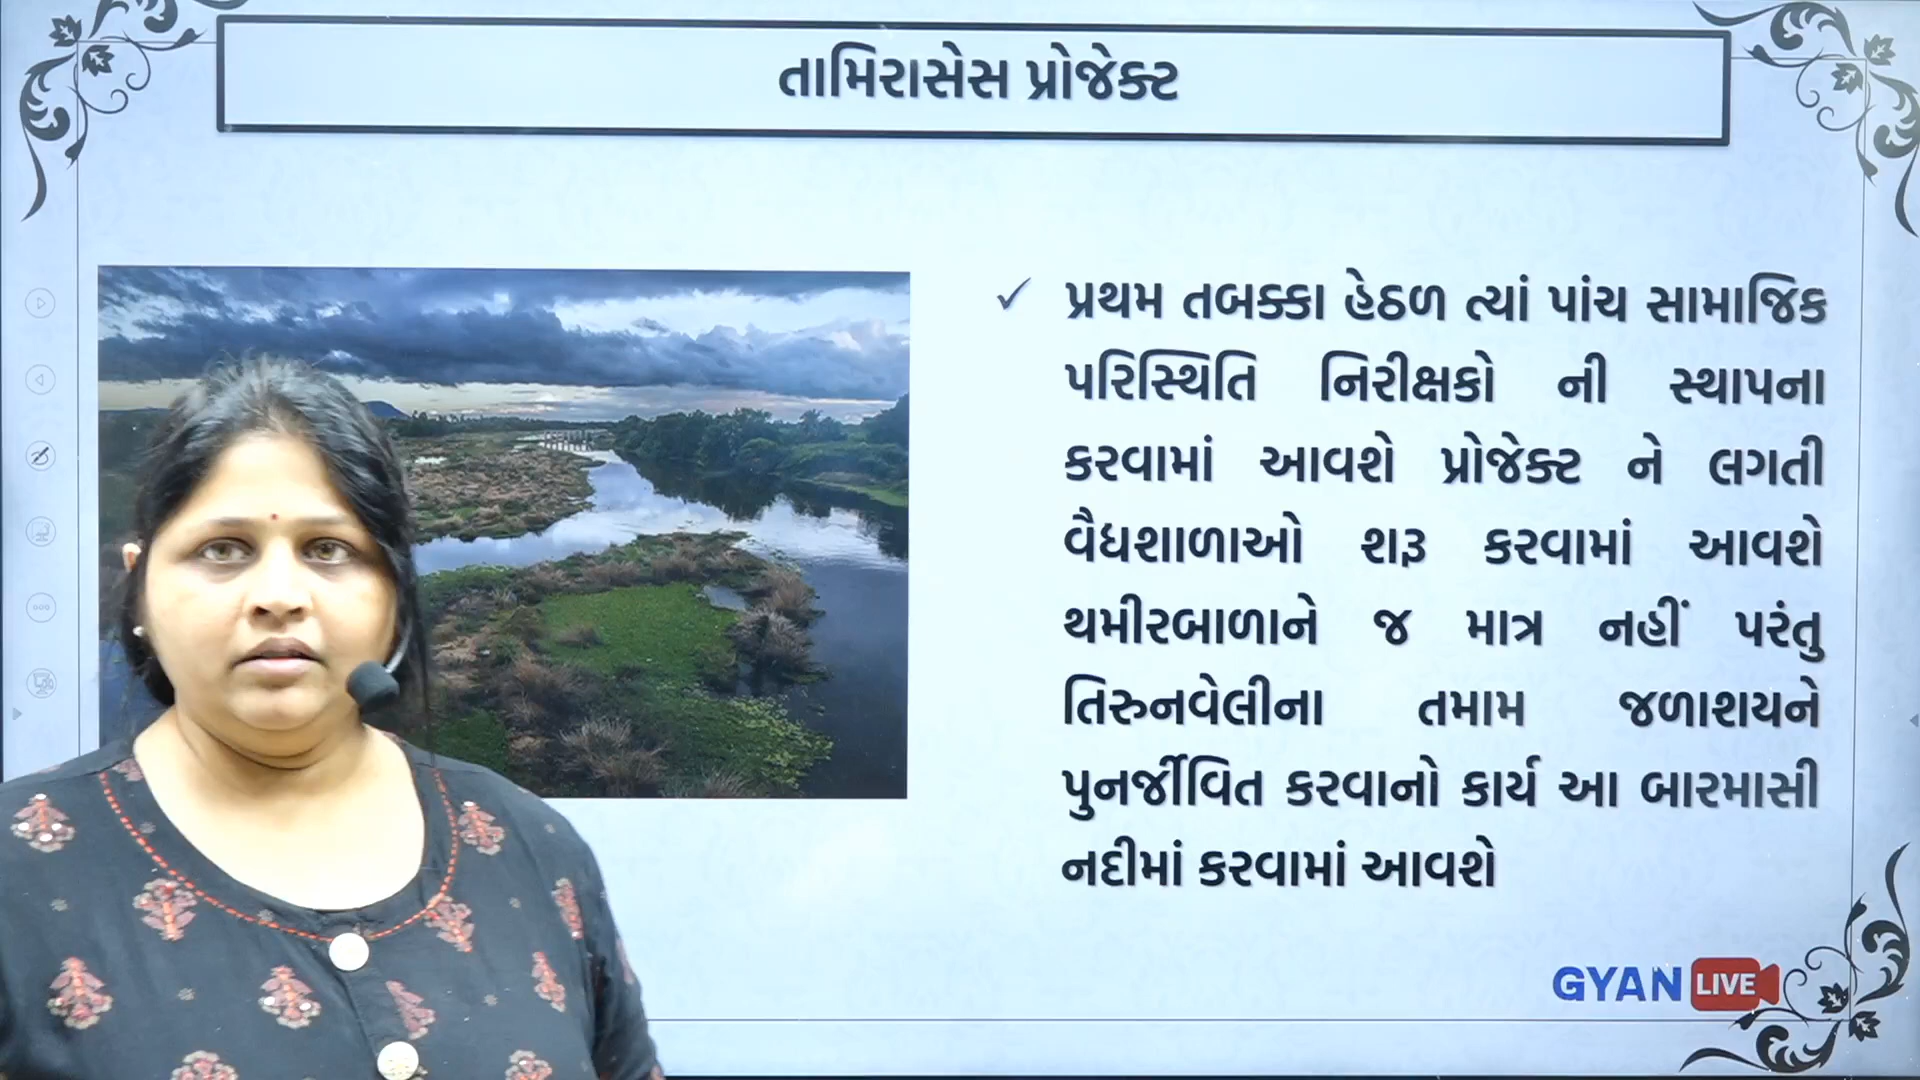 તામિરાસેસ પ્રોજેક્ટ
પ્રથમ તબક્કા હેઠળ ત્યાં પાંચ સામાજિક
પરિસ્થિતિ નિરીક્ષકો ની સ્થાપના
કરવામાં આવશે પ્રોજેક્ટ ને લગતી
વૈદ્યશાળાઓ શરૂ કરવામાં આવશે
થમીરબાળાને જ માત્ર નહીં પરંતુ
તિરુનવેલીના તમામ જળાશયને
પુનર્જીવિત કરવાનો કાર્ય આ બારમાસી
નદીમાં કરવામાં આવશે
GYAN LIVE